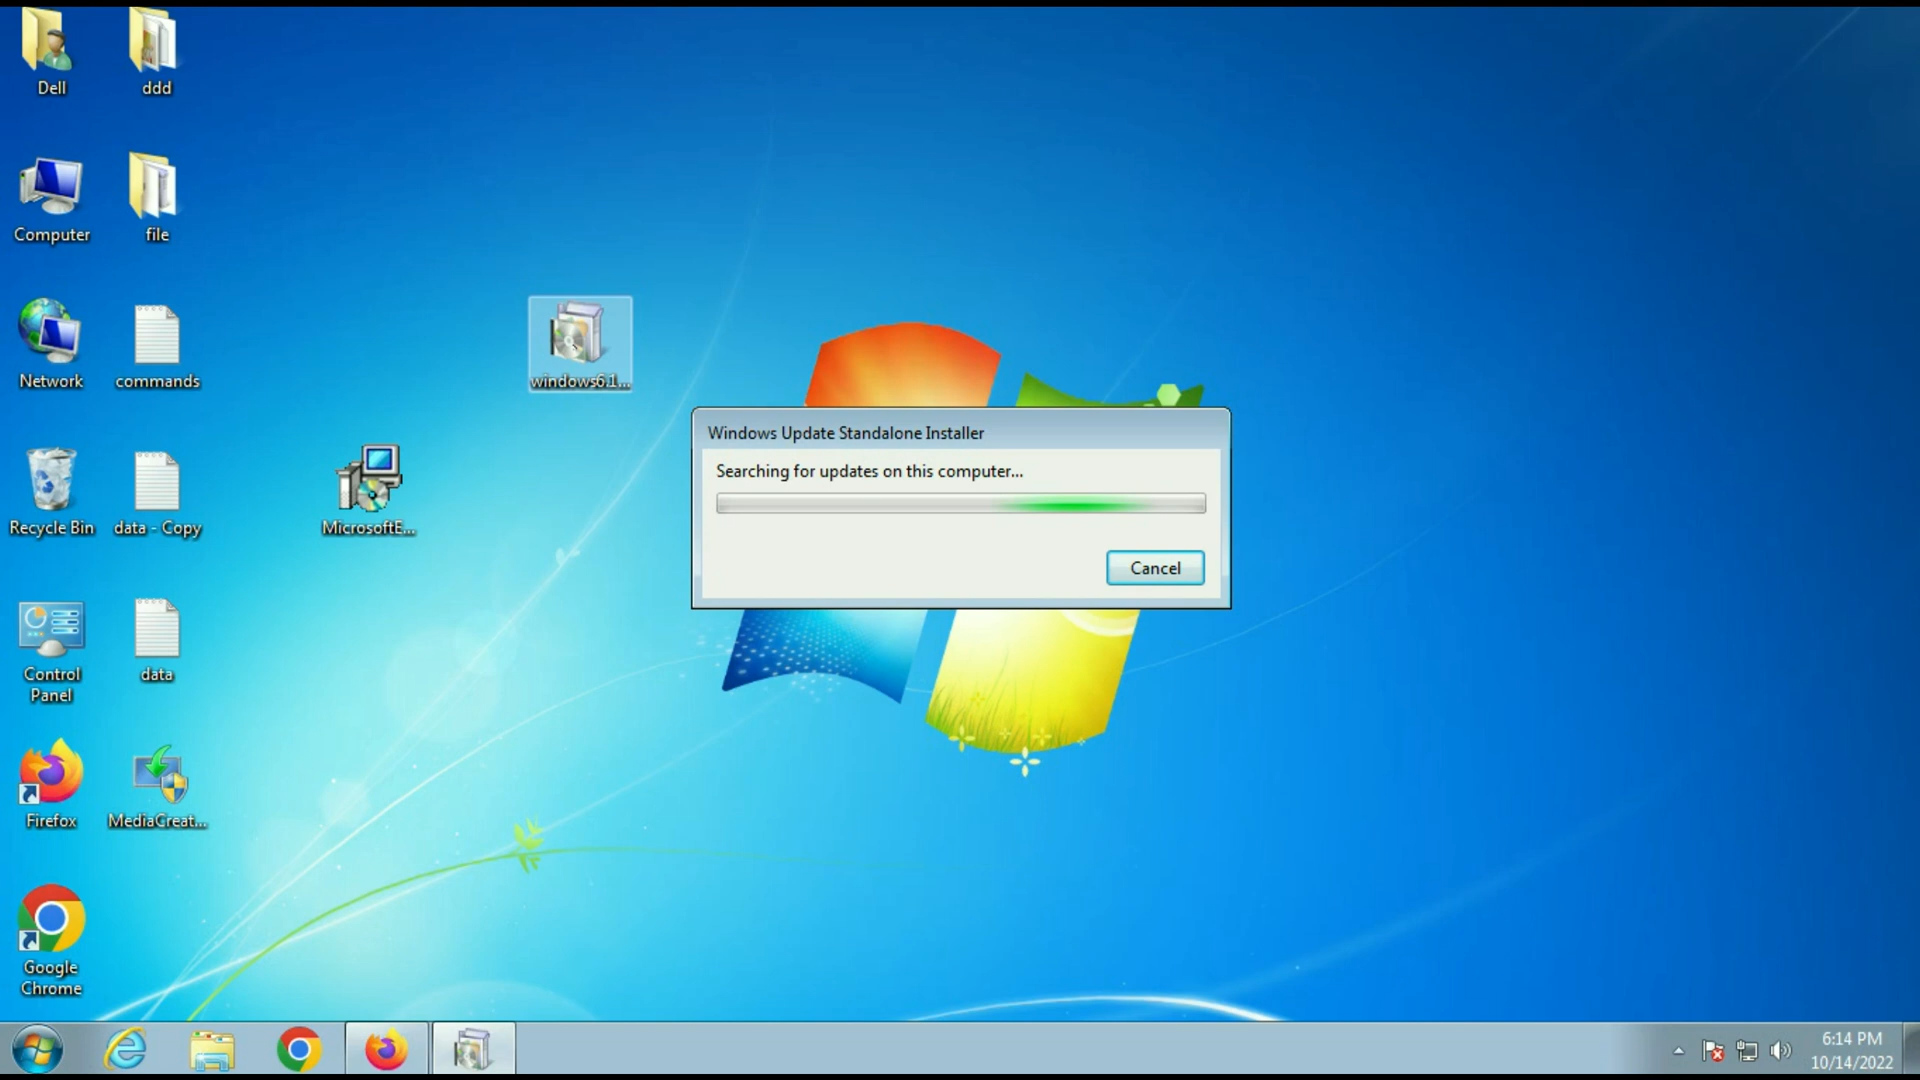 Dell
ddd
Computer
file
Network
commands
windows6.1...
Recycle Bin
data - Copy
MicrosoftE...
Control
Panel
data
Firefox
MediaCreat...
Google
Chrome
Windows Update Standalone Installer
Searching for updates on this computer...
Cancel
6:14 PM
10/14/2022